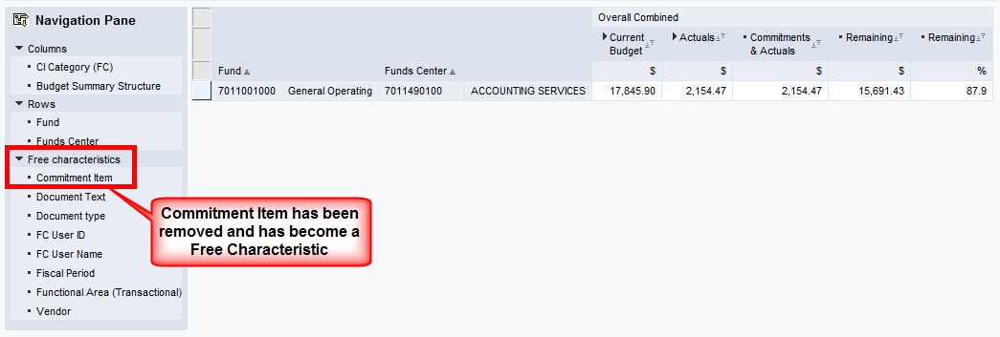 Navigation Pane
Columns
CI Category (FC)
Budget Summary Structure
Rows
Fund
Funds Center
Free characteristics
Commitment Item
Document Text
Document type
FC User ID
FC User Name
Fiscal Period
Functional Area (Transactional)
Vendor
Commitment Item has been
removed and has become a
Free Characteristic
Overall Combined
Current Budget Actuals Commitments & Actuals Remaining Remaining
$ $ $ $ %
Fund Funds Center
7011001000 General Operating 7011490100 ACCOUNTING SERVICES 17,845.90 2,154.47 2,154.47 15,691.43 87.9